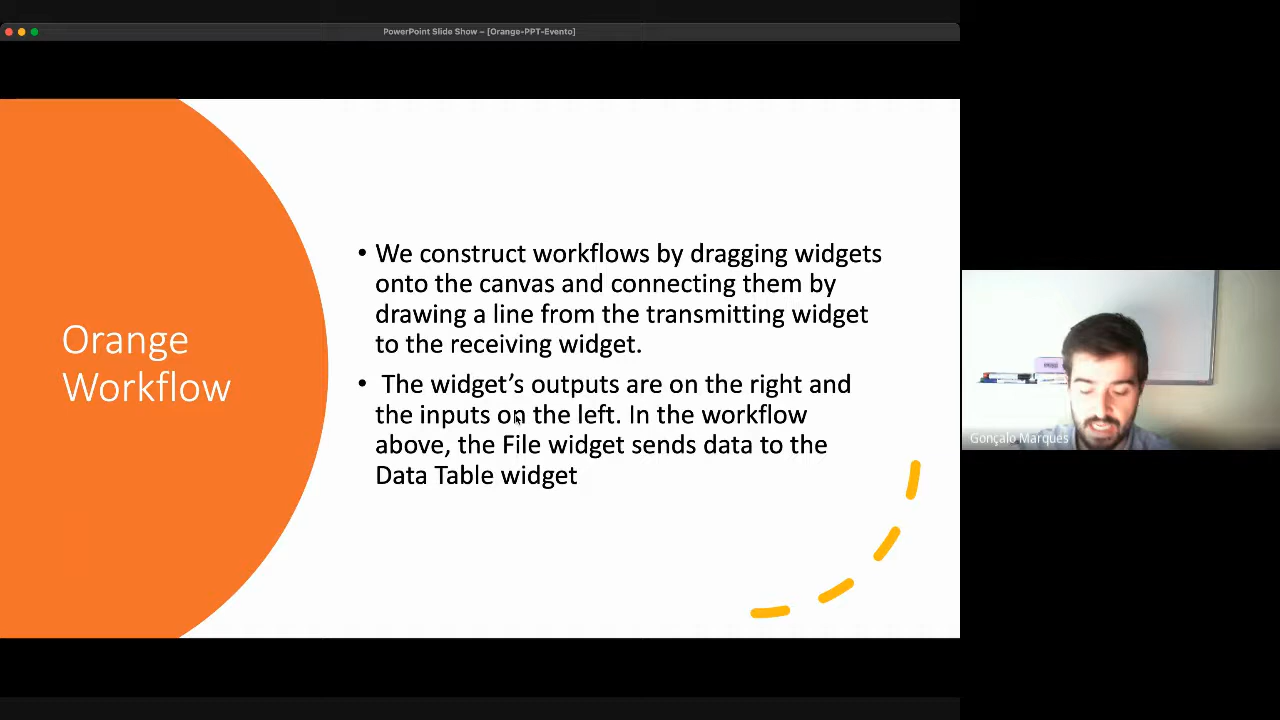 PowerPoint Slide Show – [Orange-PPT-Evento]
Orange
Workflow
• We construct workflows by dragging widgets
onto the canvas and connecting them by
drawing a line from the transmitting widget
to the receiving widget.
• The widget’s outputs are on the right and
the inputs on the left. In the workflow
above, the File widget sends data to the
Data Table widget
Gonçalo Marques